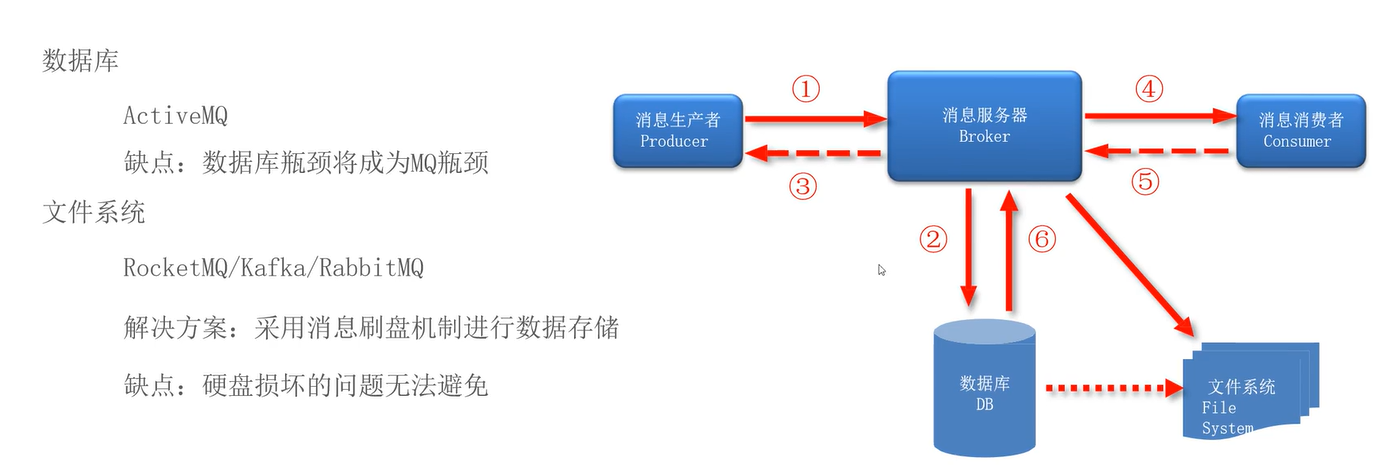 数据库
ActiveMQ
缺点：数据库瓶颈将成为MQ瓶颈
文件系统
RocketMQ/Kafka/RabbitMQ
解决方案：采用消息刷盘机制进行数据存储
缺点：硬盘损坏的问题无法避免
消息生产者
Producer
①
③
消息服务器
Broker
④
⑤
消息消费者
Consumer
②
⑥
数据库
DB
文件系统
File
System